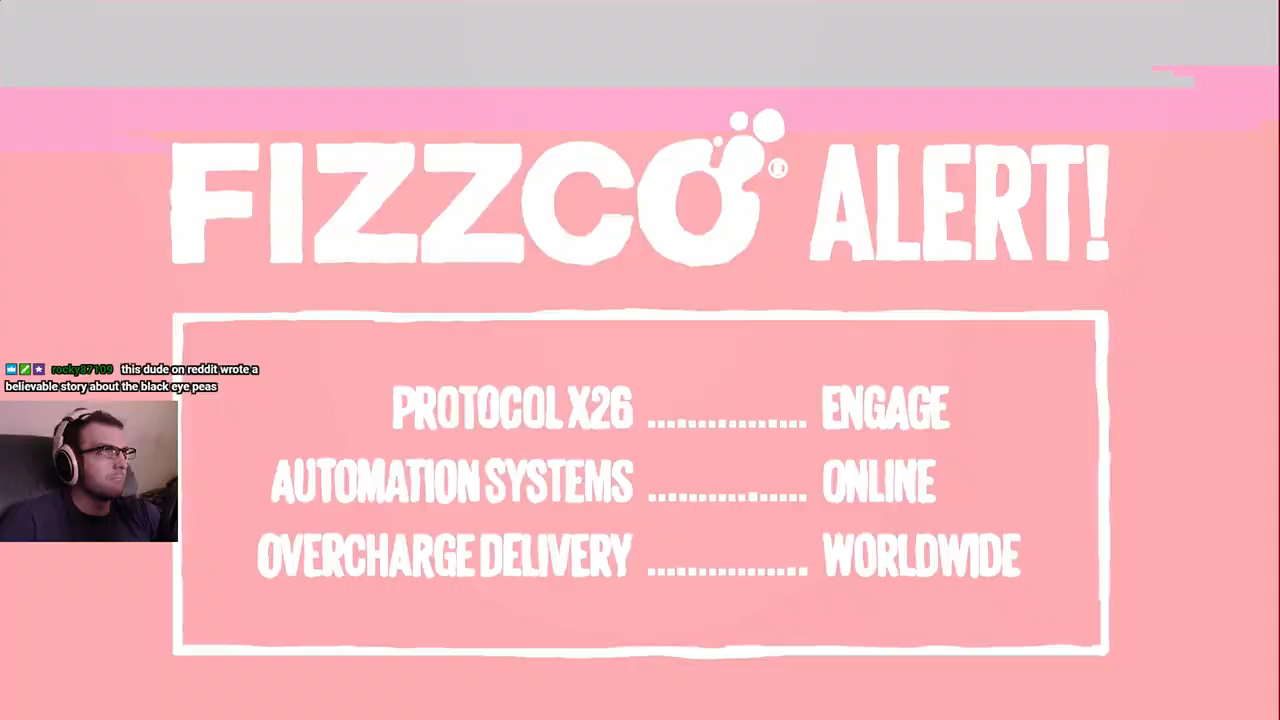 FIZZCO® ALERT!
rocky87109 this dude on reddit wrote a
believable story about the black eye peas
PROTOCOL X26 ................ ENGAGE
AUTOMATION SYSTEMS ................ ONLINE
OVERCHARGE DELIVERY ................ WORLDWIDE